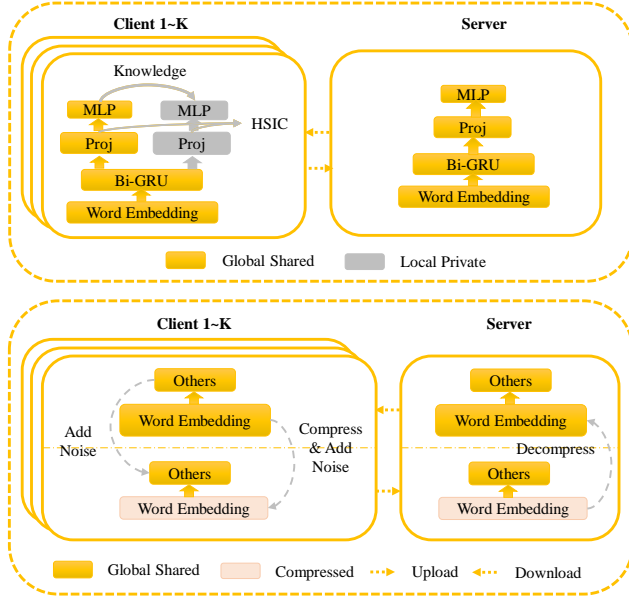 Client 1~K
Server
Knowledge
MLP
MLP
HSIC
Proj
Proj
Bi-GRU
Word Embedding
MLP
Proj
Bi-GRU
Word Embedding
Global Shared
Local Private
Client 1~K
Server
Others
Word Embedding
Add
Noise
Compress
& Add
Noise
Others
Word Embedding
Others
Word Embedding
Decompress
Others
Word Embedding
Global Shared
Compressed
Upload
Download